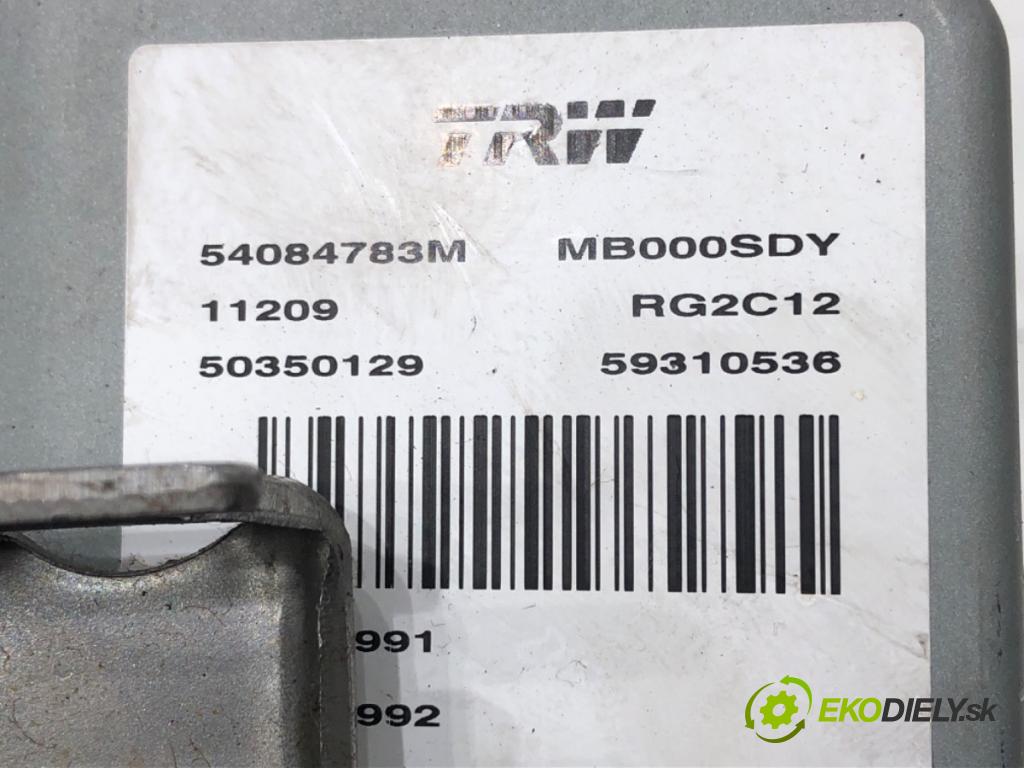 TRW
54084783M MB000SDY
11209 RG2C12
50350129 59310536
991
992
EKODIELY.sk